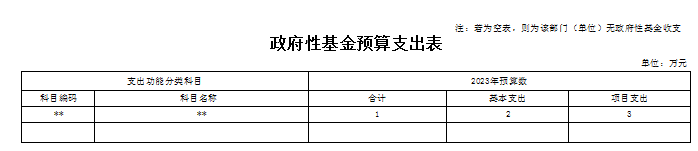 注：若为空表，则为该部门（单位）无政府性基金收支
政府性基金预算支出表
单位：万元
支出功能分类科目 2023年预算数
科目编码 科目名称 合计 基本支出 项目支出
** ** 1 2 3